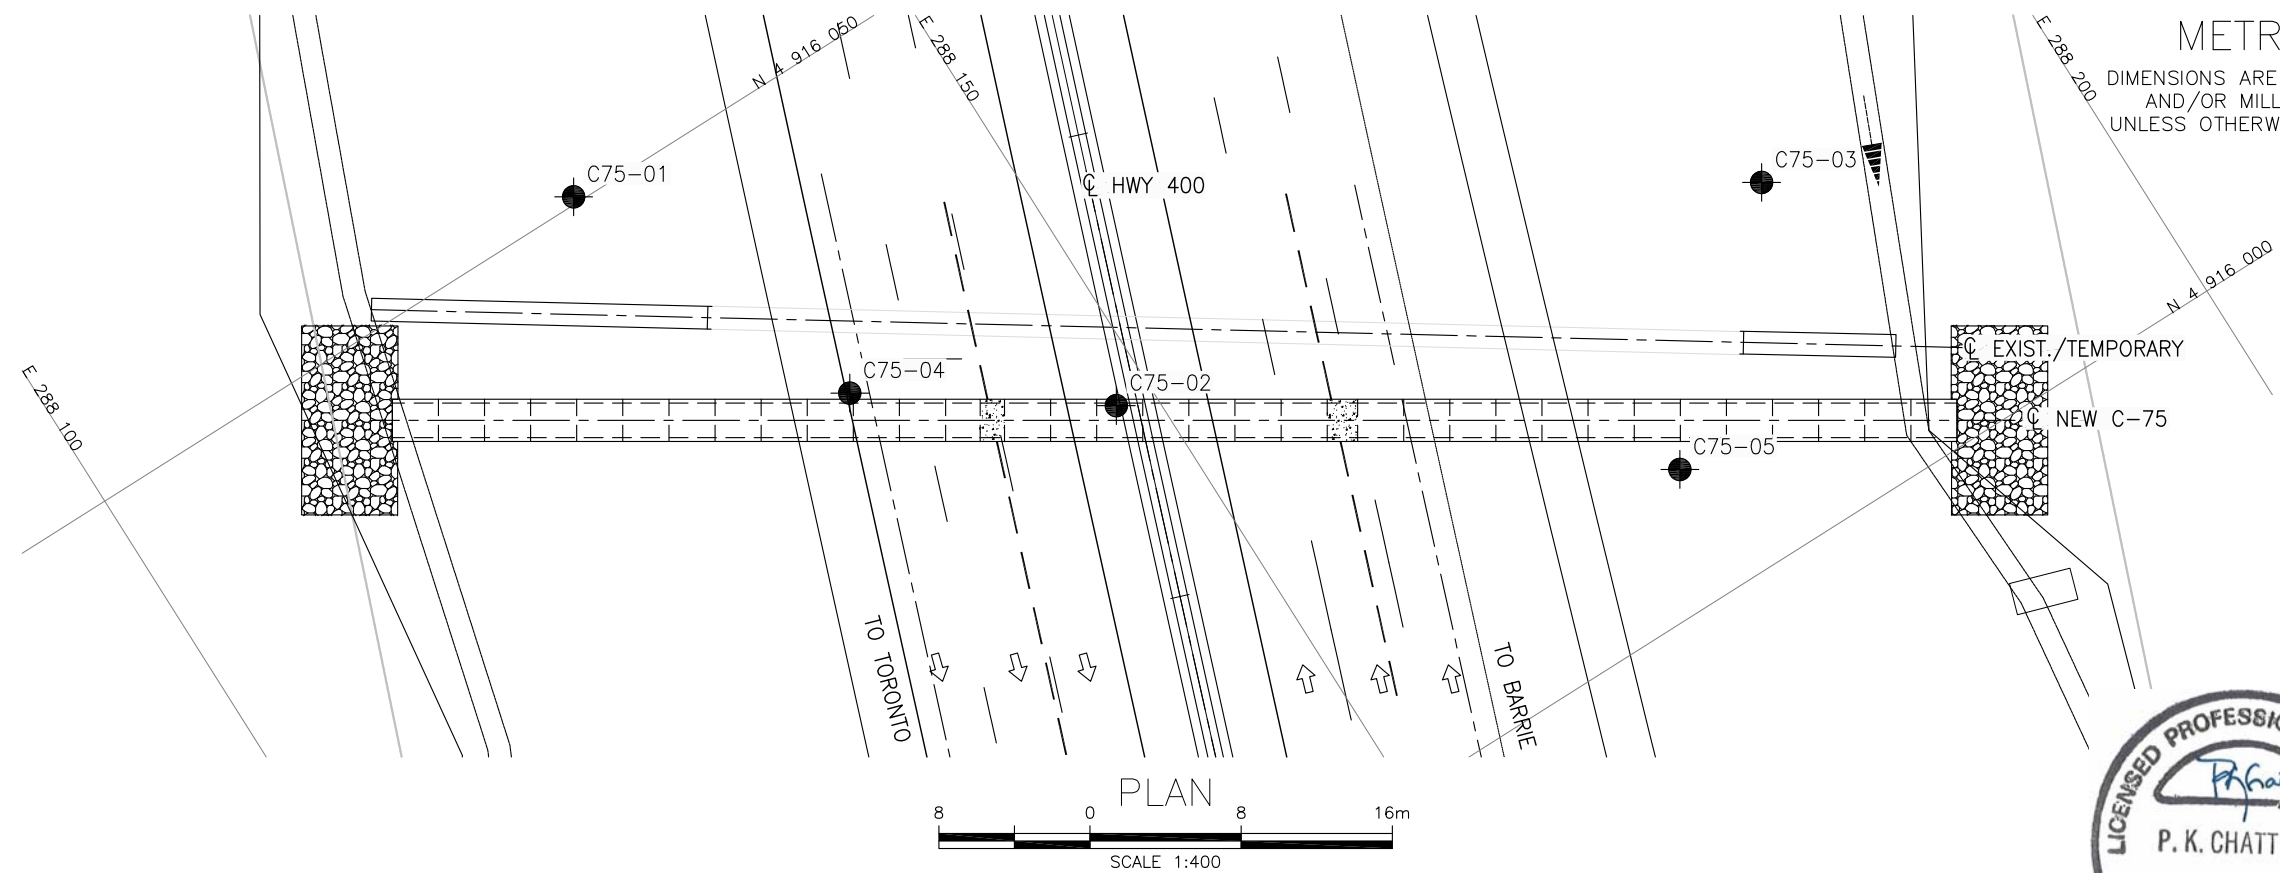 N 4 916 050
E 288 150
E 288 200
METR
DIMENSIONS ARE
AND/OR MILL
UNLESS OTHERW
C75-01
C75-03
℄ HWY 400
N 4 916 000
℄ EXIST./TEMPORARY
C75-04
C75-02
E 288 100
℄ NEW C-75
C75-05
TO TORONTO
TO BARRIE
PLAN
8 0 8 16m
SCALE 1:400
LICENSED PROFESSIO
P. K. CHATT